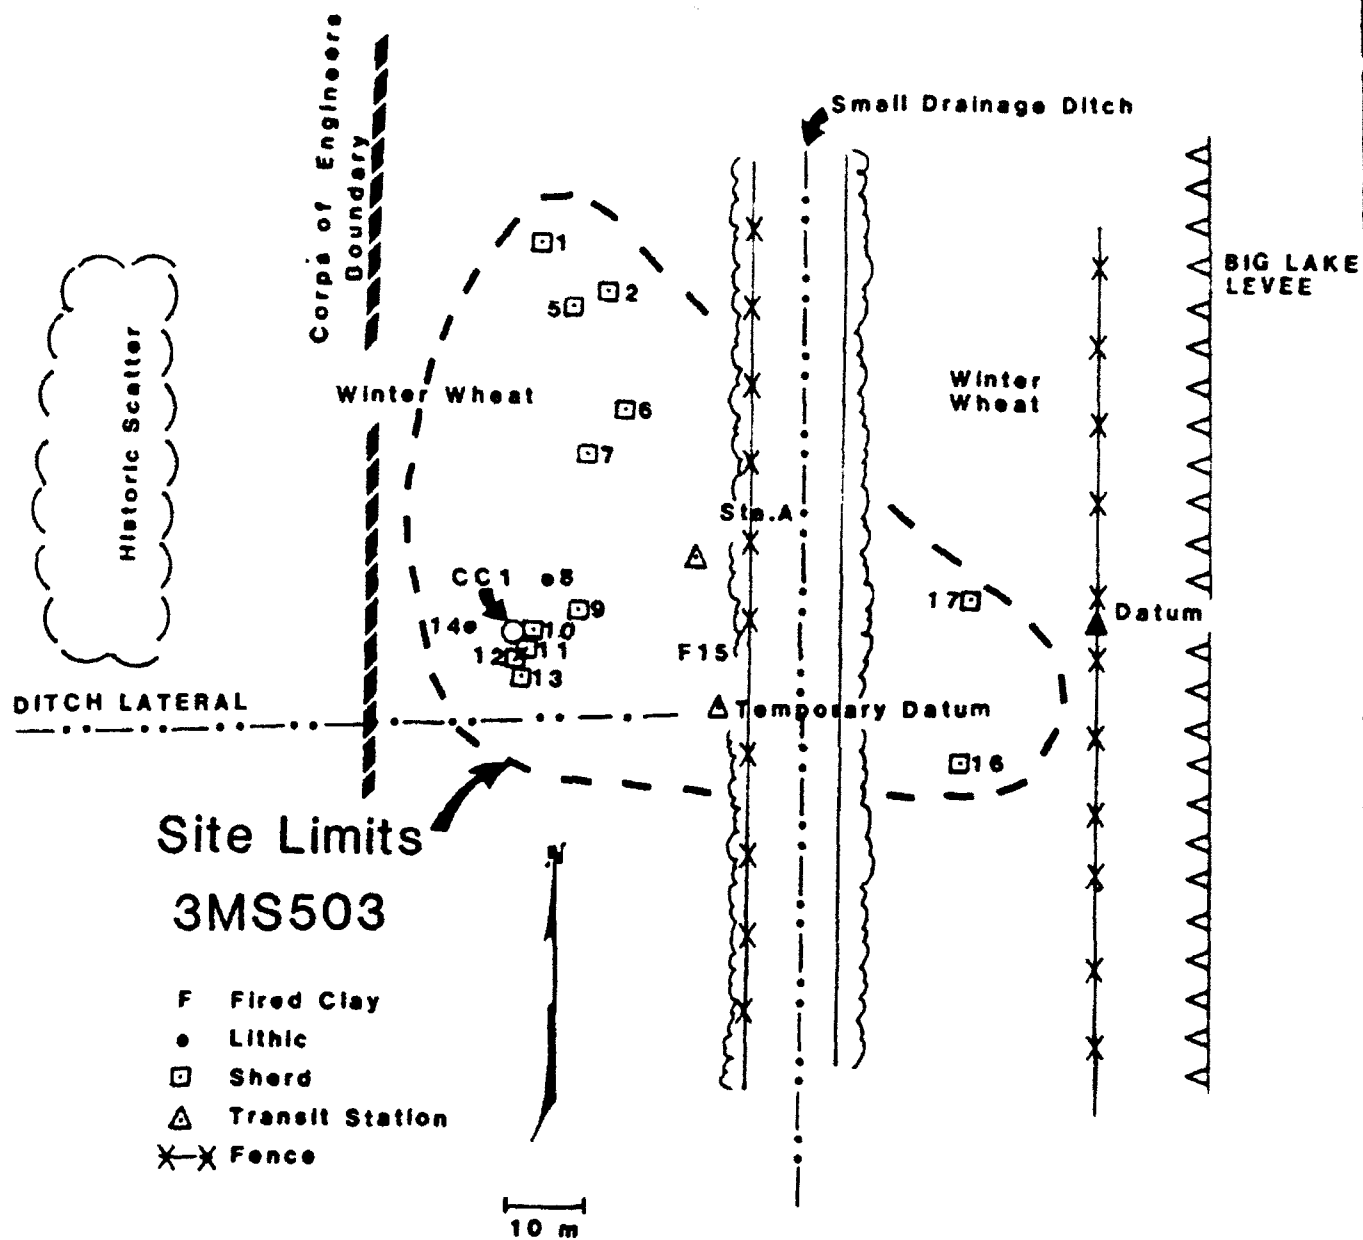 Small Drainage Ditch
Corps of Engineers
Boundary
BIG LAKE
LEVEE
Historic Scatter
1
5
2
Winter Wheat
Winter
Wheat
6
7
Sta.A
CC1
8
9
17
Datum
14
10
11
12
13
F15
DITCH LATERAL
Temporary Datum
16
Site Limits
3MS503
N
F Fired Clay
Lithic
Sherd
Transit Station
Fence
10 m